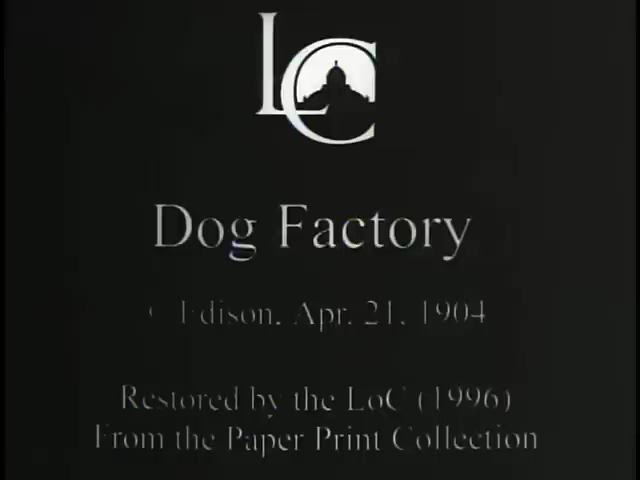 LC
Dog Factory
© Edison, Apr. 21, 1904
Restored by the LoC (1996)
From the Paper Print Collection